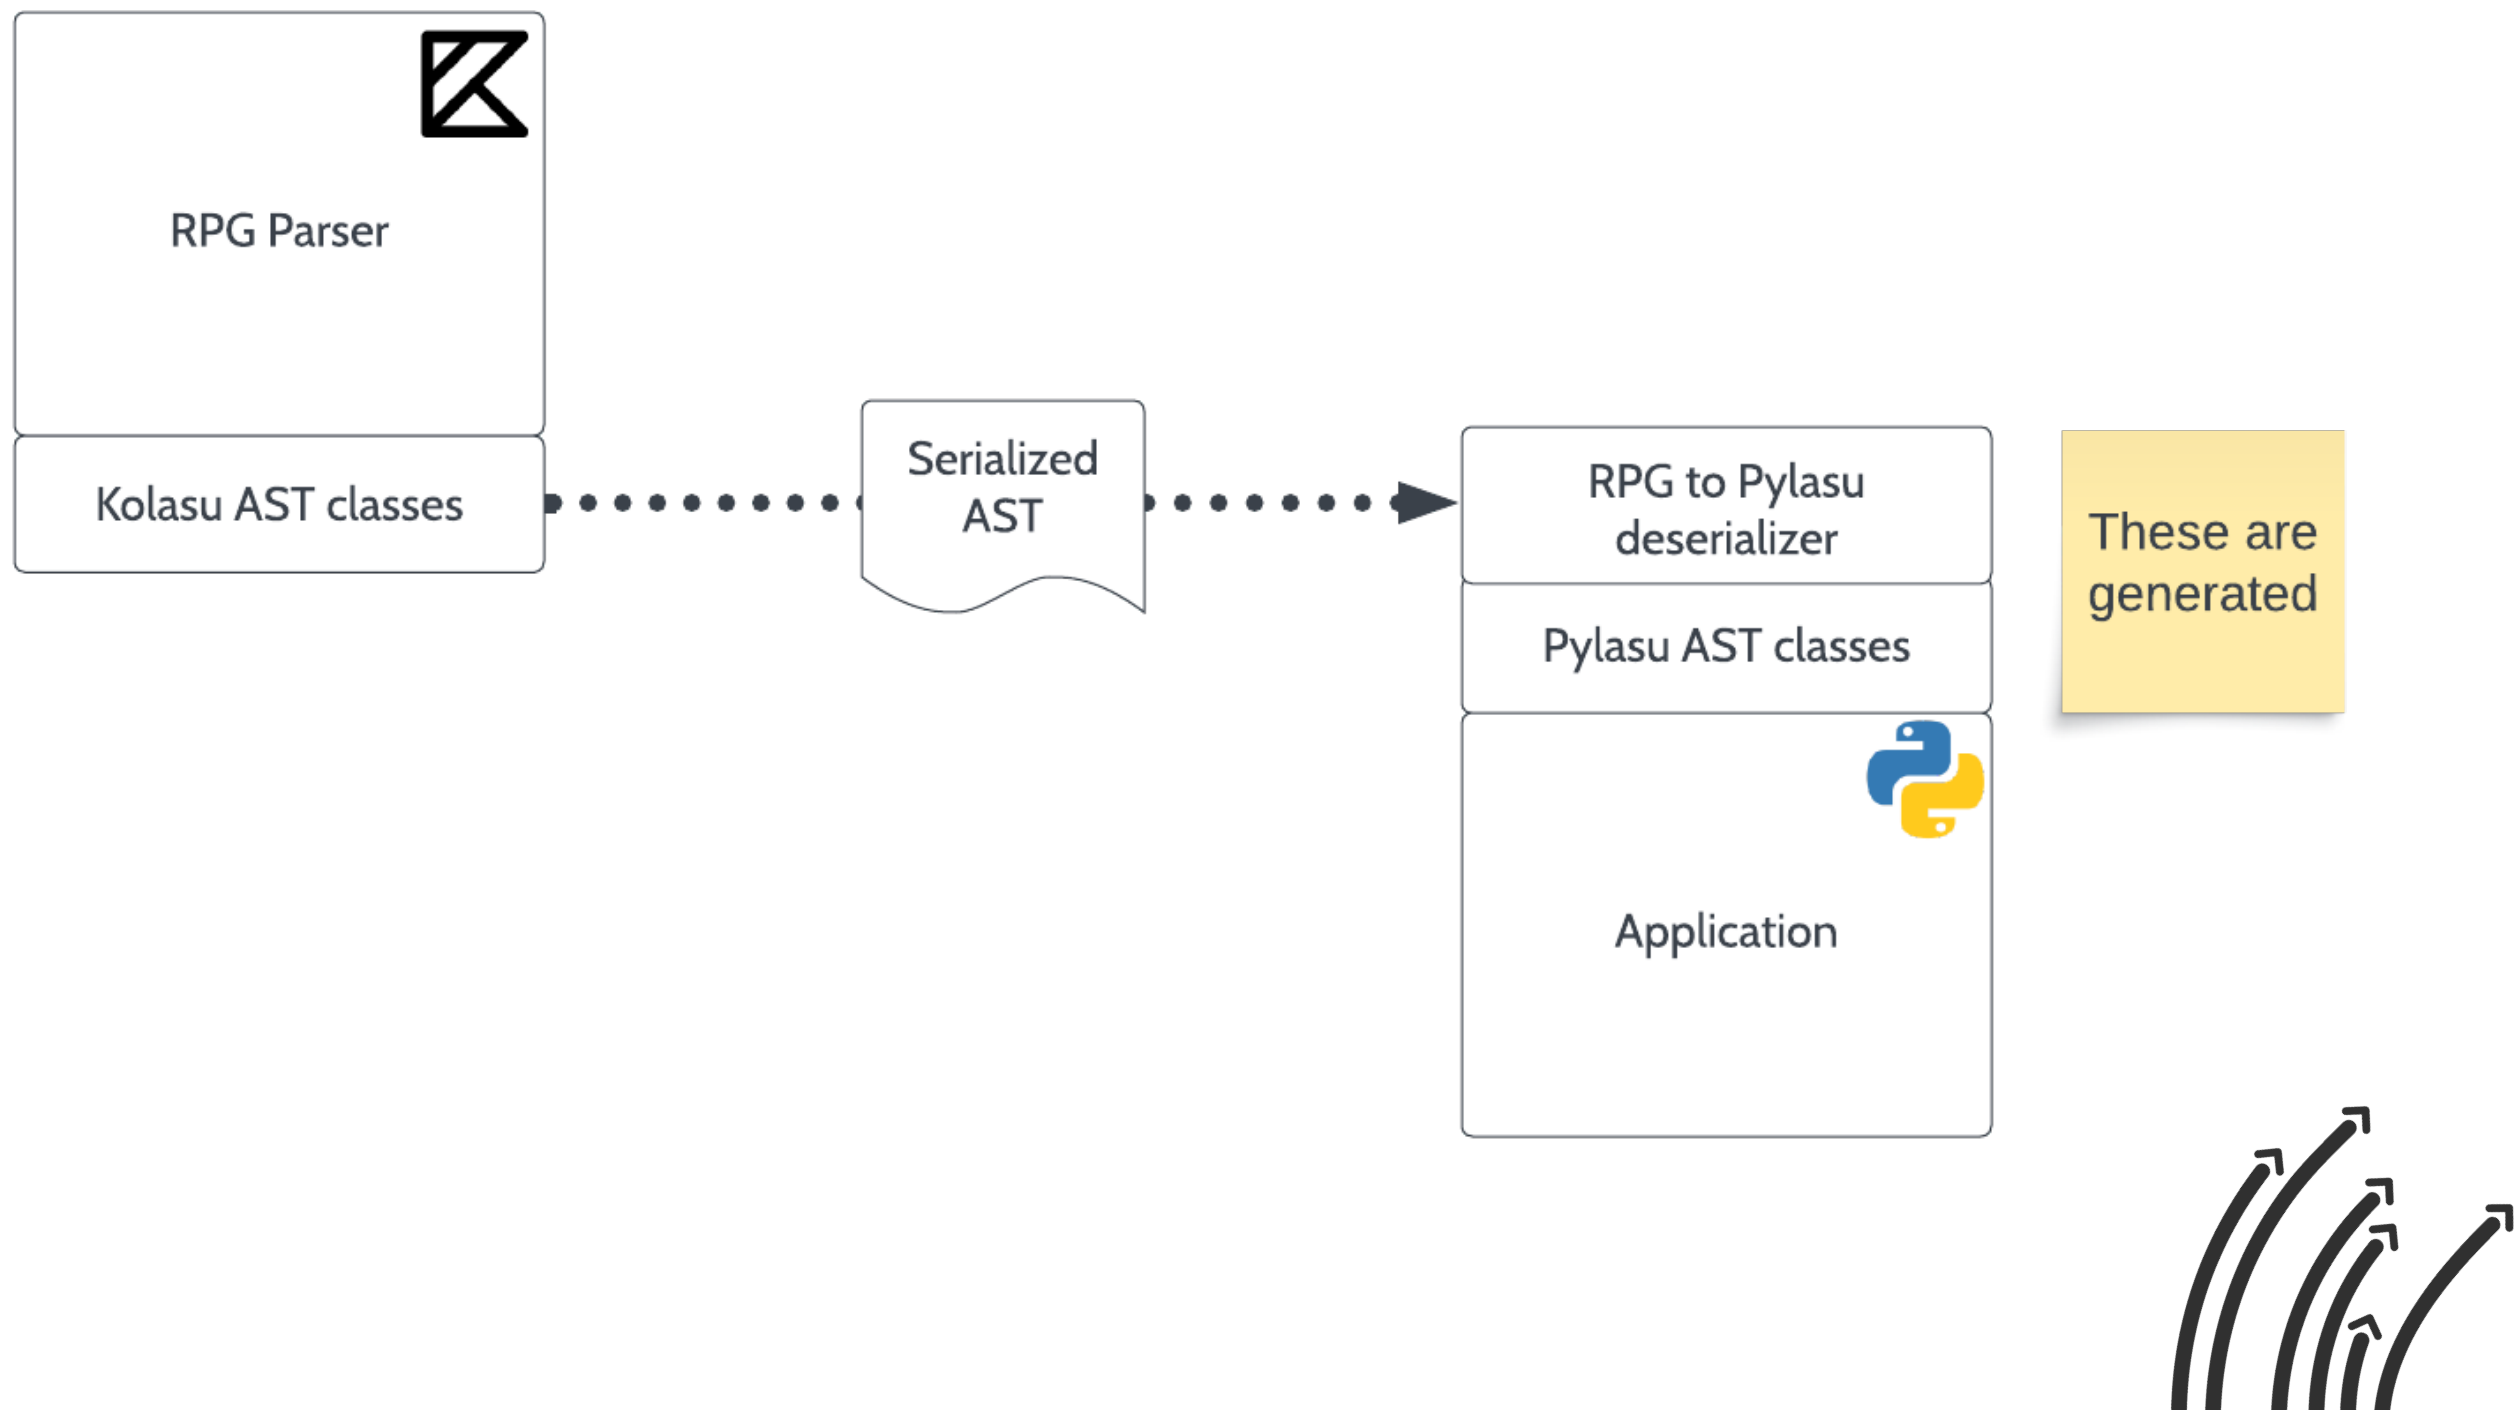 RPG Parser
Kolasu AST classes
Serialized
AST
RPG to Pylasu
deserializer
Pylasu AST classes
Application
These are
generated